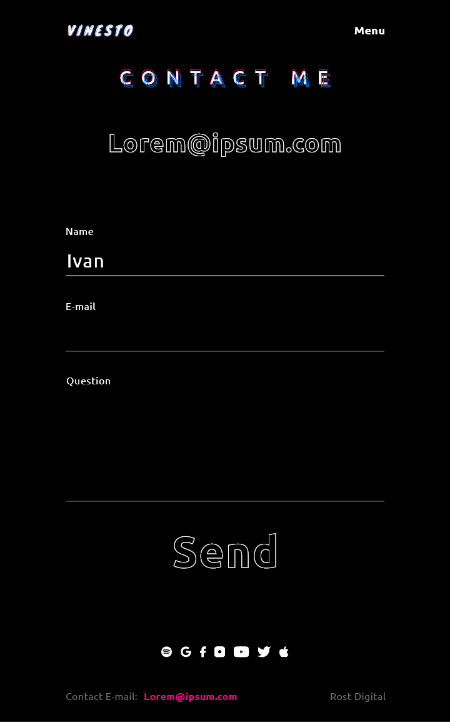 VINESTO
Menu
CONTACT ME
Lorem@ipsum.com
Name
Ivan
E-mail
Question
Send
Contact E-mail: Lorem@ipsum.com
Rost Digital